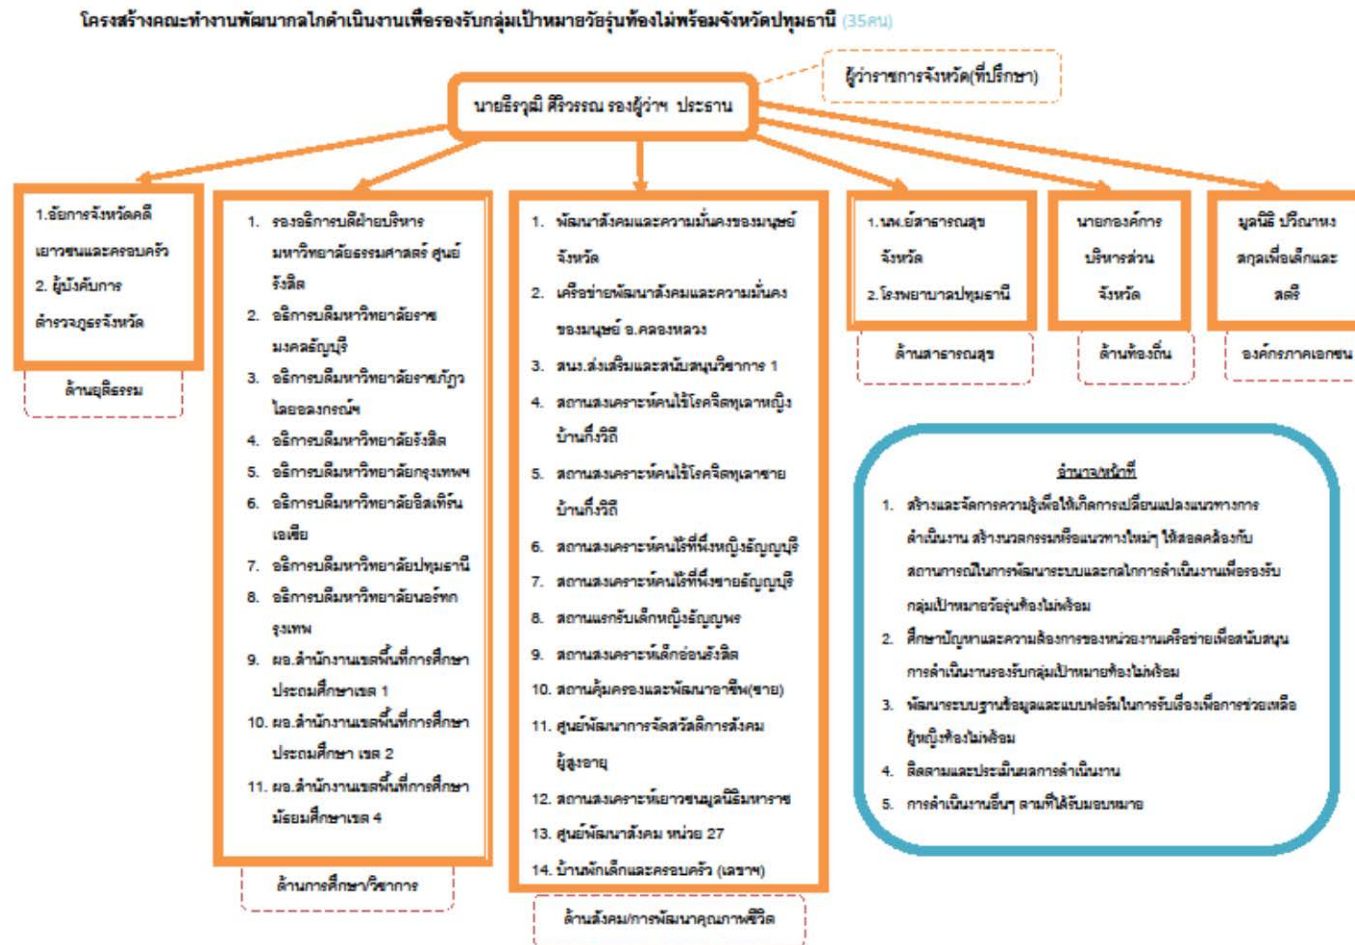 โครงสร้างคณะทำงานพัฒนากลไกดำเนินงานเพื่อรองรับกลุ่มเป้าหมายวัยรุ่นท้องไม่พร้อมจังหวัดปทุมธานี (35คน)
ผู้ว่าราชการจังหวัด(ที่ปรึกษา)
นายธีรวุฒิ ศิริวรรณ รองผู้ว่าฯ ประธาน
1.อัยการจังหวัดคดี
เยาวชนและครอบครัว
2. ผู้บังคับการ
ตำรวจภูธรจังหวัด
ด้านยุติธรรม
1. รองอธิการบดีฝ่ายบริหาร
มหาวิทยาลัยธรรมศาสตร์ ศูนย์
รังสิต
2. อธิการบดีมหาวิทยาลัยราช
มงคลธัญบุรี
3. อธิการบดีมหาวิทยาลัยราชภัฏว
ไลยอลงกรณ์ฯ
4. อธิการบดีมหาวิทยาลัยรังสิต
5. อธิการบดีมหาวิทยาลัยกรุงเทพฯ
6. อธิการบดีมหาวิทยาลัยอิสเทิร์น
เอเชีย
7. อธิการบดีมหาวิทยาลัยปทุมธานี
8. อธิการบดีมหาวิทยาลัยนอร์ทก
รุงเทพ
9. ผอ.สำนักงานเขตพื้นที่การศึกษา
ประถมศึกษาเขต 1
10. ผอ.สำนักงานเขตพื้นที่การศึกษา
ประถมศึกษา เขต 2
11. ผอ.สำนักงานเขตพื้นที่การศึกษา
มัธยมศึกษาเขต 4
ด้านการศึกษา/วิชาการ
1. พัฒนาสังคมและความมั่นคงของมนุษย์
จังหวัด
2. เครือข่ายพัฒนาสังคมและความมั่นคง
ของมนุษย์ อ.คลองหลวง
3. สนง.ส่งเสริมและสนับสนุนวิชาการ 1
4. สถานสงเคราะห์คนไข้โรคจิตทุเลาหญิง
บ้านกึ่งวิถี
5. สถานสงเคราะห์คนไข้โรคจิตทุเลาชาย
บ้านกึ่งวิถี
6. สถานสงเคราะห์คนไร้ที่พึ่งหญิงธัญญบุรี
7. สถานสงเคราะห์คนไร้ที่พึ่งชายธัญญบุรี
8. สถานแรกรับเด็กหญิงธัญญพร
9. สถานสงเคราะห์เด็กอ่อนรังสิต
10. สถานคุ้มครองและพัฒนาอาชีพ(ชาย)
11. ศูนย์พัฒนาการจัดสวัสดิการสังคม
ผู้สูงอายุ
12. สถานสงเคราะห์เยาวชนมูลนิธิมหาราช
13. ศูนย์พัฒนาสังคม หน่วย 27
14. บ้านพักเด็กและครอบครัว (เลขาฯ)
ด้านสังคม/การพัฒนาคุณภาพชีวิต
1.นพ.ย์สาธารณสุข
จังหวัด
2.โรงพยาบาลปทุมธานี
ด้านสาธารณสุข
นายกองค์การ
บริหารส่วน
จังหวัด
ด้านท้องถิ่น
มูลนิธิ ปวีณาหง
สกุลเพื่อเด็กและ
สตรี
องค์กรภาคเอกชน
อำนาจ/หน้าที่
1. สร้างและจัดการความรู้เพื่อให้เกิดการเปลี่ยนแปลงแนวทางการ
ดำเนินงาน สร้างนวตกรรมหรือแนวทางใหม่ๆ ให้สอดคล้องกับ
สถานการณ์ในการพัฒนาระบบและกลไกการดำเนินงานเพื่อรองรับ
กลุ่มเป้าหมายวัยรุ่นท้องไม่พร้อม
2. ศึกษาปัญหาและความต้องการของหน่วยงานเครือข่ายเพื่อสนับสนุน
การดำเนินงานรองรับกลุ่มเป้าหมายท้องไม่พร้อม
3. พัฒนาระบบฐานข้อมูลและแบบฟอร์มในการรับเรื่องเพื่อการช่วยเหลือ
ผู้หญิงท้องไม่พร้อม
4. ติดตามและประเมินผลการดำเนินงาน
5. การดำเนินงานอื่นๆ ตามที่ได้รับมอบหมาย